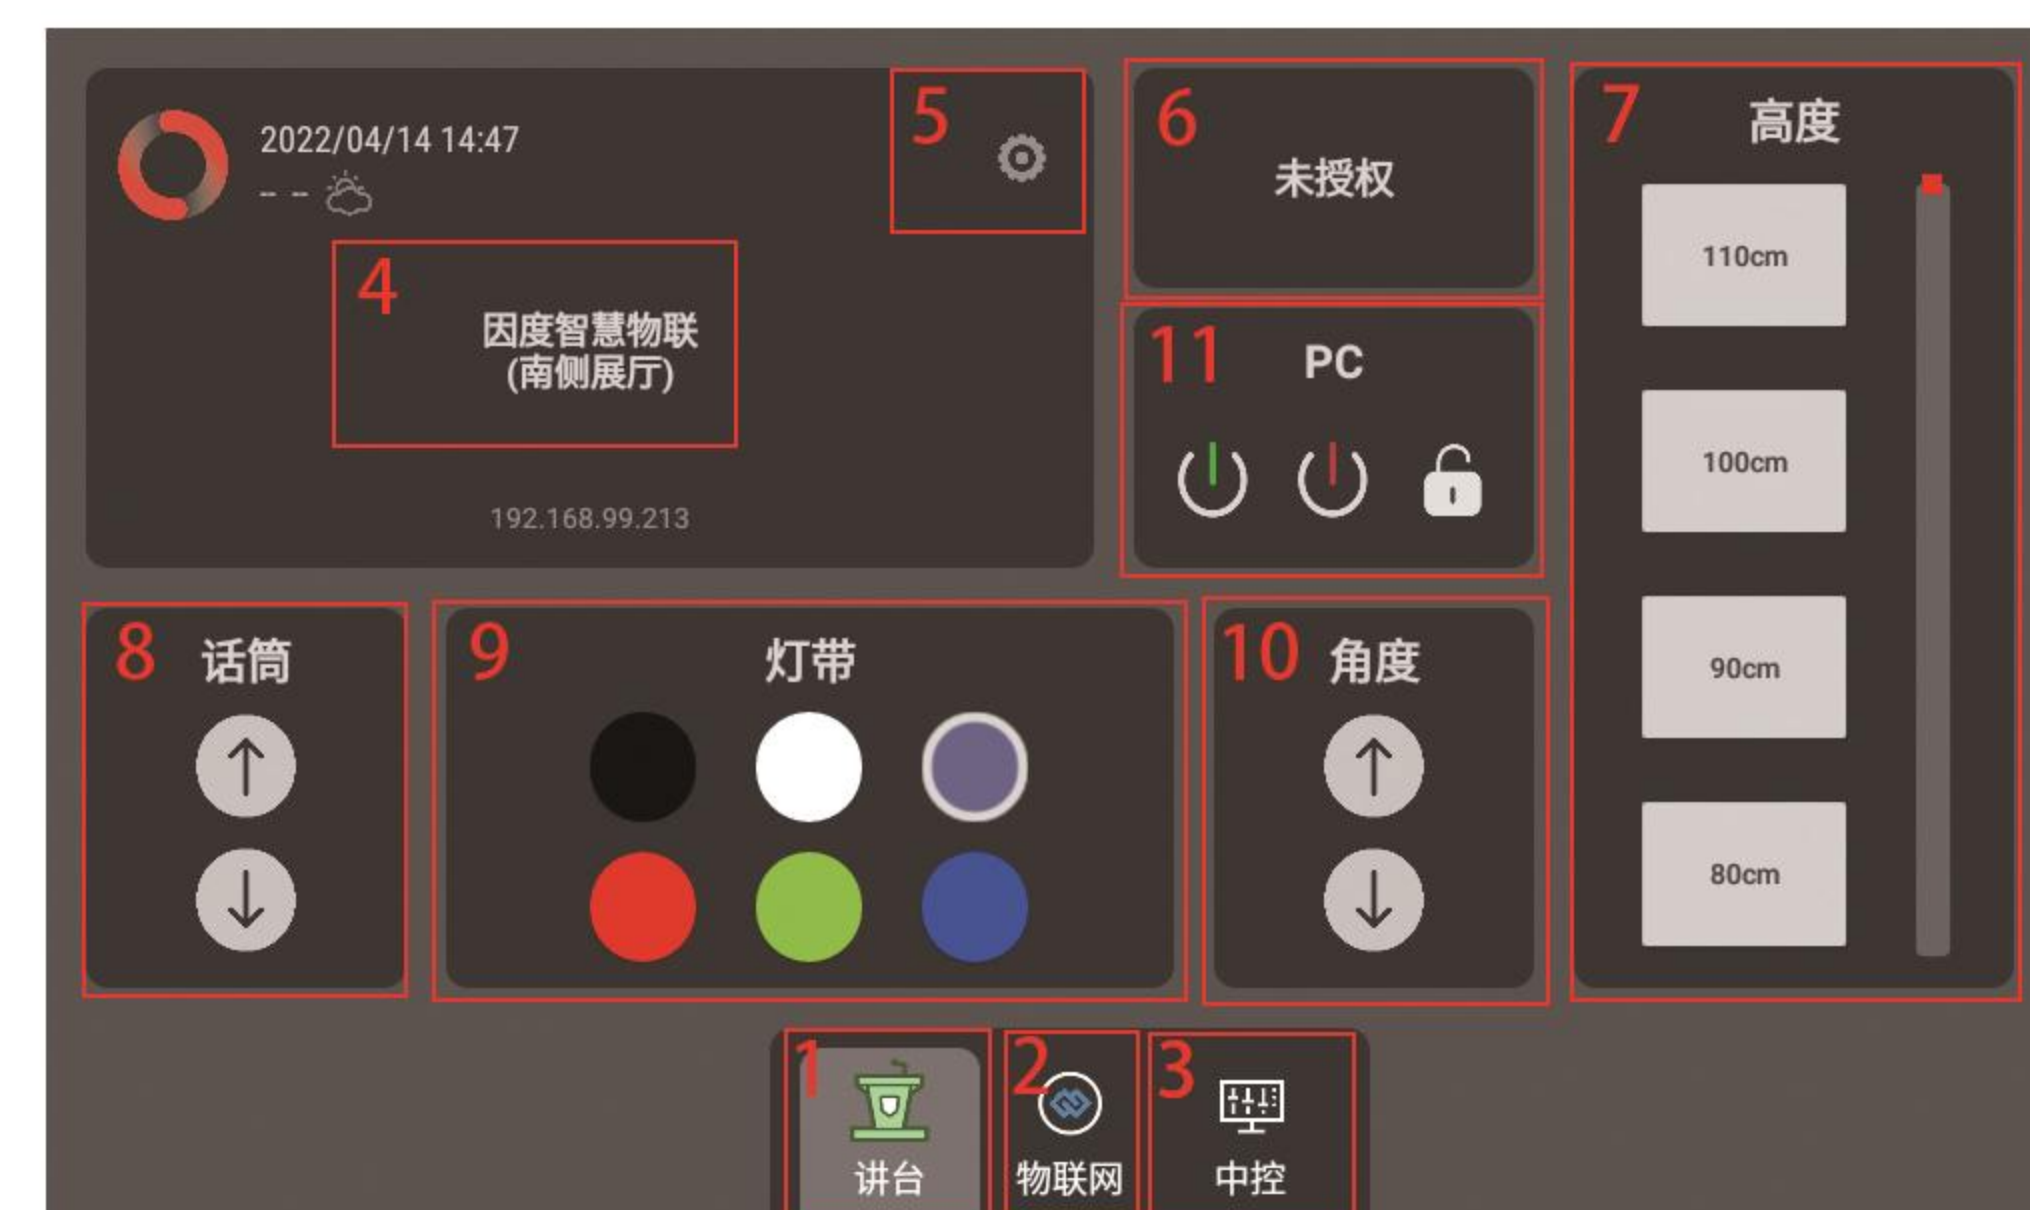 5
2022/04/14 14:47
-- --
4
因度智慧物联
(南侧展厅)
192.168.99.213
6
未授权
11
PC
7
高度
110cm
100cm
90cm
80cm
8
话筒
9
灯带
10
角度
1
讲台
2
物联网
3
中控